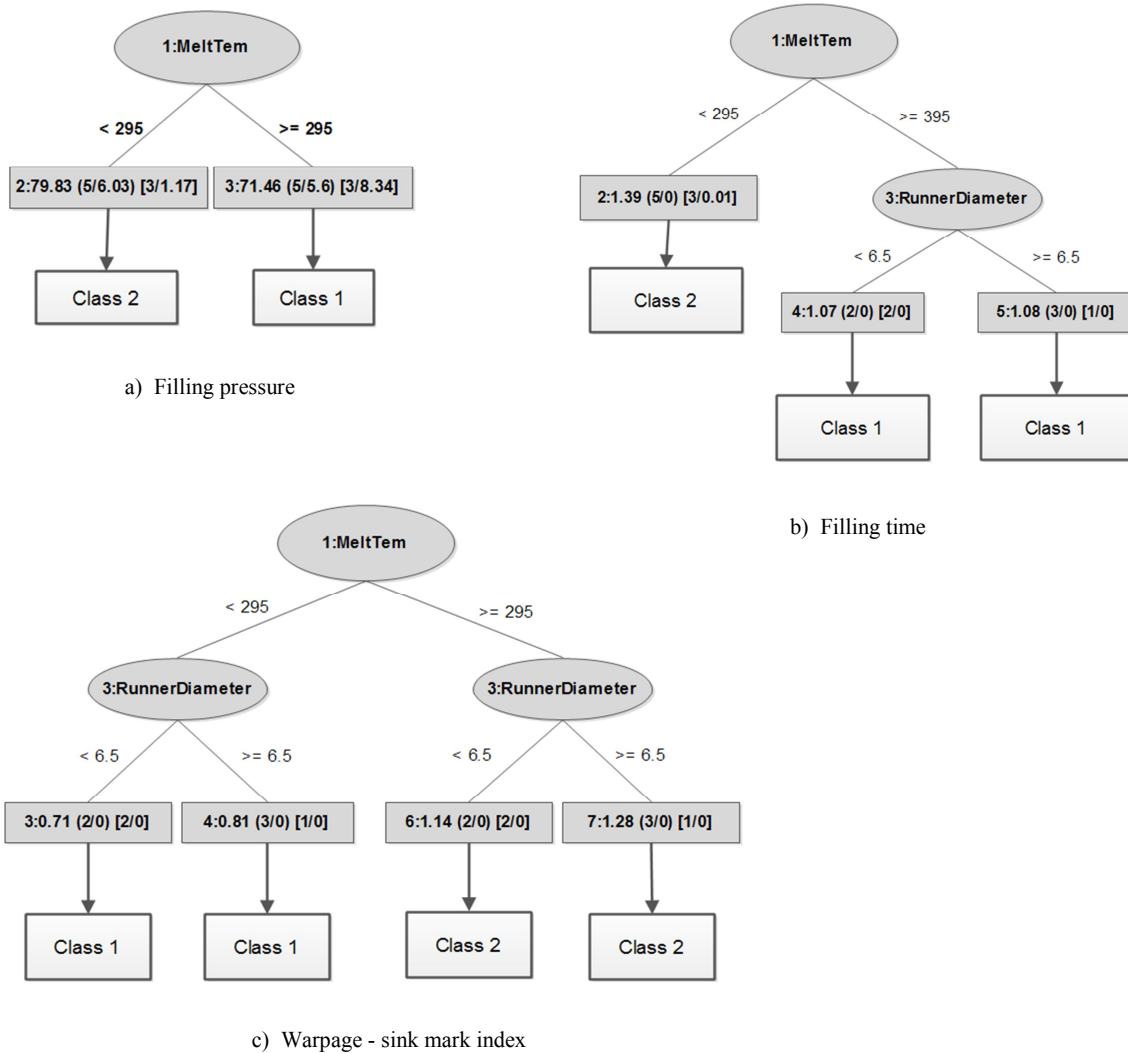 1:MeltTem
< 295
>= 295
2:79.83 (5/6.03) [3/1.17]
3:71.46 (5/5.6) [3/8.34]
Class 2
Class 1
a) Filling pressure
1:MeltTem
< 295
>= 395
2:1.39 (5/0) [3/0.01]
3:RunnerDiameter
Class 2
< 6.5
>= 6.5
4:1.07 (2/0) [2/0]
5:1.08 (3/0) [1/0]
Class 1
Class 1
b) Filling time
1:MeltTem
< 295
>= 295
3:RunnerDiameter
3:RunnerDiameter
< 6.5
>= 6.5
< 6.5
>= 6.5
3:0.71 (2/0) [2/0]
4:0.81 (3/0) [1/0]
6:1.14 (2/0) [2/0]
7:1.28 (3/0) [1/0]
Class 1
Class 1
Class 2
Class 2
c) Warpage - sink mark index